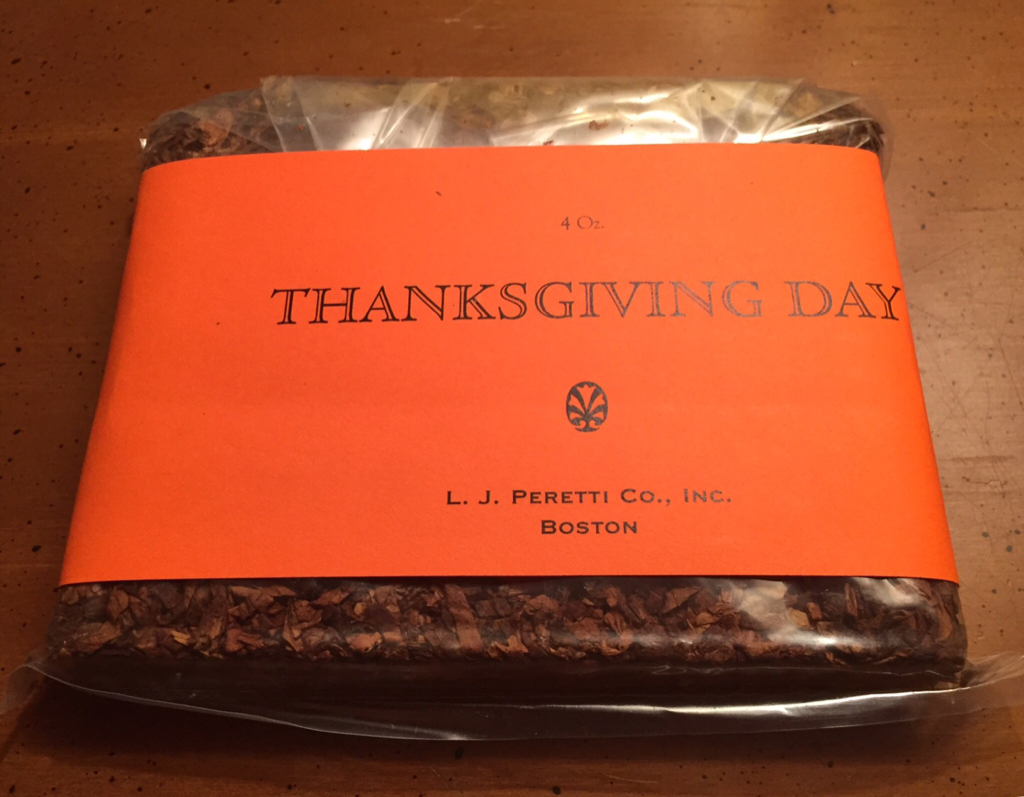 4 Oz.
THANKSGIVING DAY
L. J. PERETTI CO., INC.
BOSTON